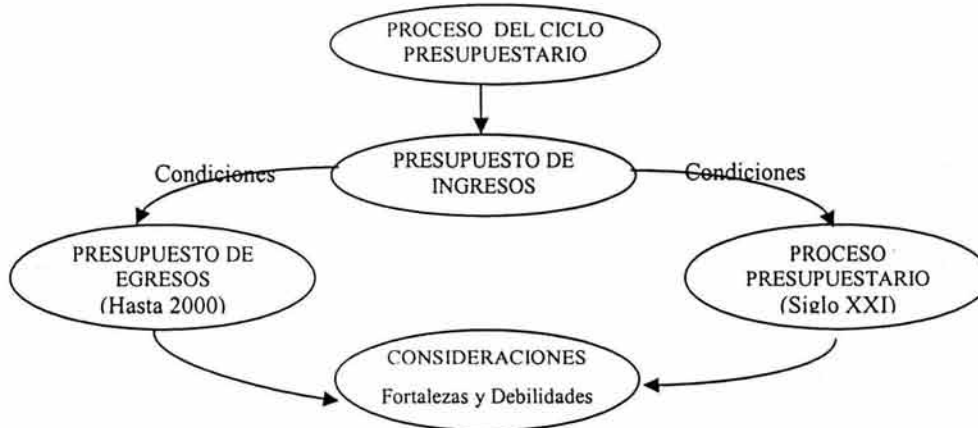 PROCESO DEL CICLO
PRESUPUESTARIO
PRESUPUESTO DE
INGRESOS
Condiciones
Condiciones
PRESUPUESTO DE
EGRESOS
(Hasta 2000)
PROCESO
PRESUPUESTARIO
(Siglo XXI)
CONSIDERACIONES
Fortalezas y Debilidades